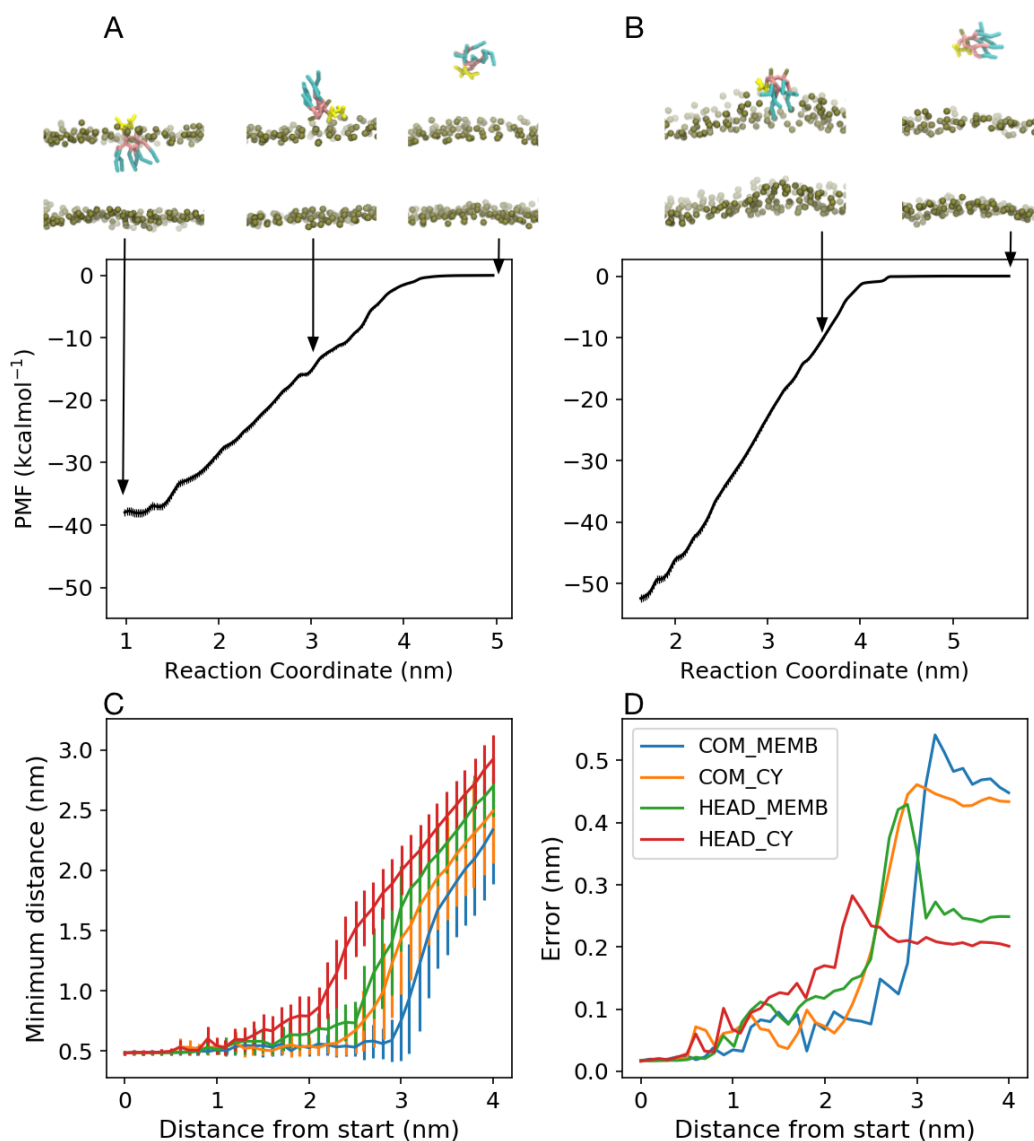 A
B
0
−10
−20
−30
−40
−50
PMF (kcalmol⁻¹)
1 2 3 4 5
Reaction Coordinate (nm)
0
−10
−20
−30
−40
−50
2 3 4 5
Reaction Coordinate (nm)
C
3.0
2.5
2.0
1.5
1.0
0.5
Minimum distance (nm)
0 1 2 3 4
Distance from start (nm)
D
COM_MEMB
COM_CY
HEAD_MEMB
HEAD_CY
0.5
0.4
0.3
0.2
0.1
0.0
Error (nm)
0 1 2 3 4
Distance from start (nm)